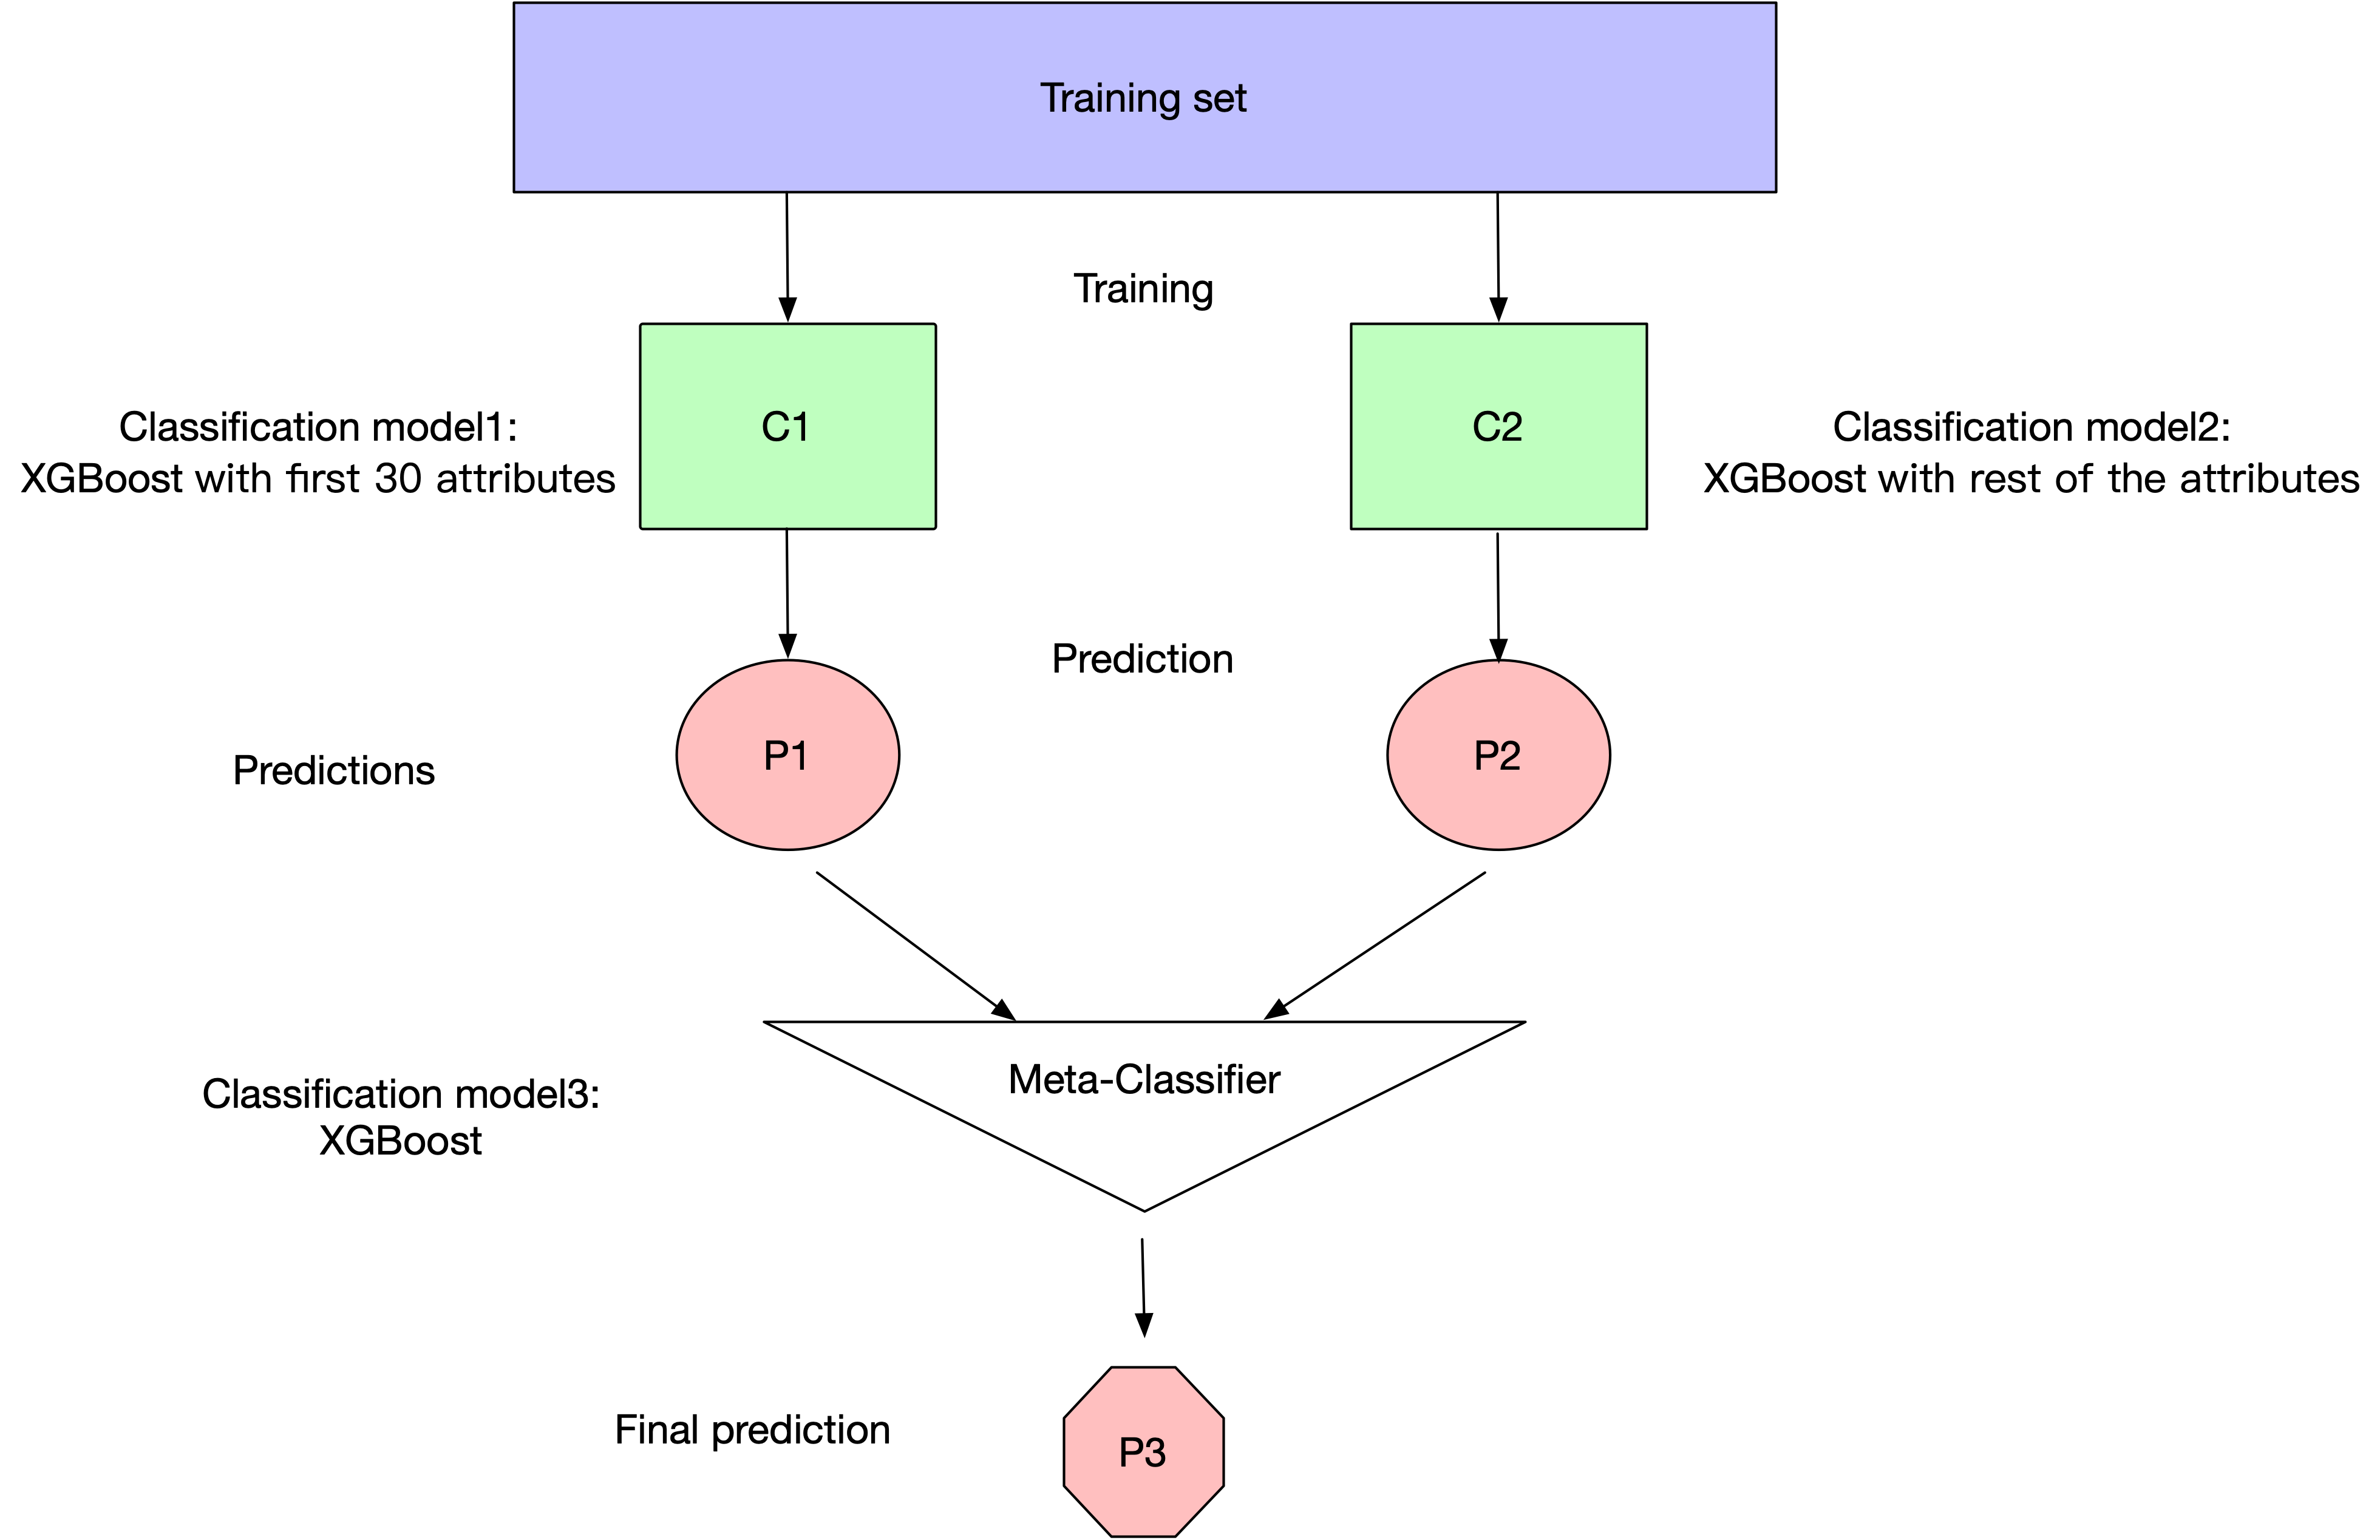 Training set
Training
Classification model1:
XGBoost with first 30 attributes
C1
C2
Classification model2:
XGBoost with rest of the attributes
Prediction
Predictions
P1
P2
Meta-Classifier
Classification model3:
XGBoost
Final prediction
P3